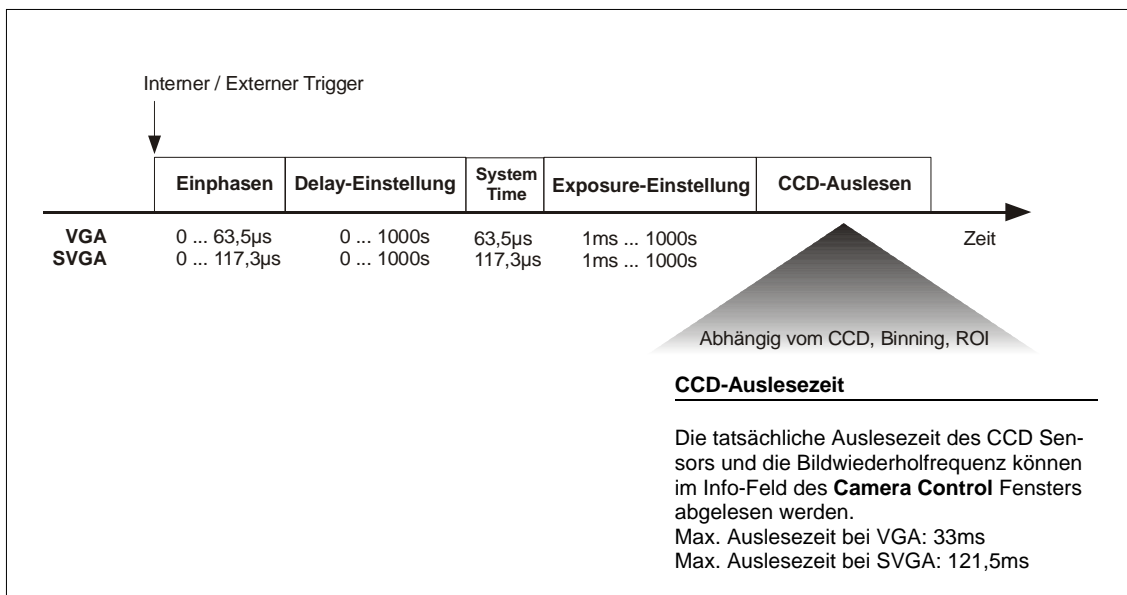 Interner / Externer Trigger
Einphasen Delay-Einstellung System Time Exposure-Einstellung CCD-Auslesen
VGA 0 ... 63,5µs 0 ... 1000s 63,5µs 1ms ... 1000s Zeit
SVGA 0 ... 117,3µs 0 ... 1000s 117,3µs 1ms ... 1000s
Abhängig vom CCD, Binning, ROI
CCD-Auslesezeit
Die tatsächliche Auslesezeit des CCD Sen-
sors und die Bildwiederholfrequenz können
im Info-Feld des Camera Control Fensters
abgelesen werden.
Max. Auslesezeit bei VGA: 33ms
Max. Auslesezeit bei SVGA: 121,5ms